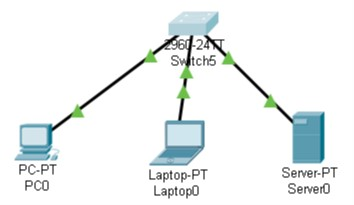 2960-24TT
Switch5
PC-PT
PC0
Laptop-PT
Laptop0
Server-PT
Server0